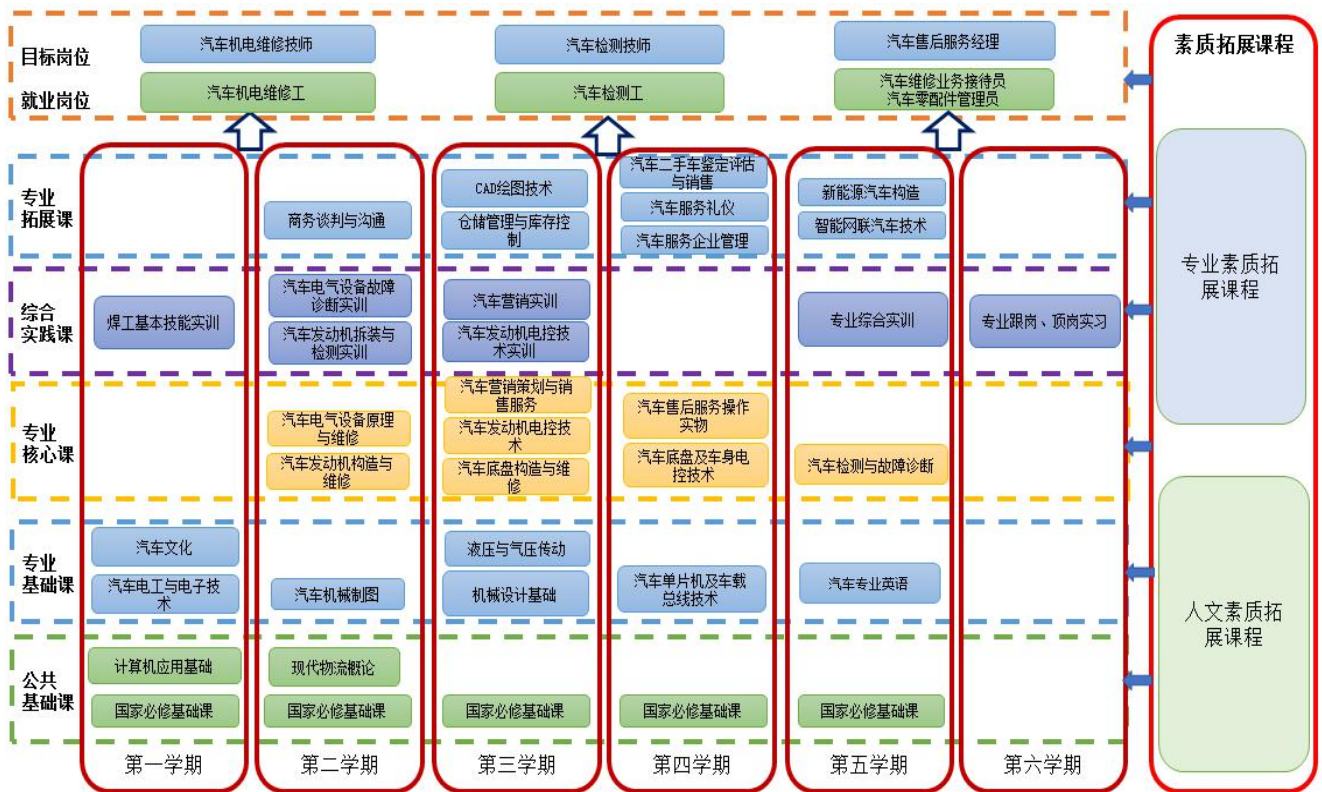 目标岗位
汽车机电维修技师
汽车检测技师
汽车售后服务经理
就业岗位
汽车机电维修工
汽车检测工
汽车维修业务接待员
汽车零配件管理员
素质拓展课程
专业素质拓
展课程
人文素质拓
展课程
专业
拓展课
商务谈判与沟通
CAD绘图技术
仓储管理与库存控
制
汽车二手车鉴定评估
与销售
汽车服务礼仪
汽车服务企业管理
新能源汽车构造
智能网联汽车技术
综合
实践课
焊工基本技能实训
汽车电气设备故障
诊断实训
汽车发动机拆装与
检测实训
汽车营销实训
汽车发动机电控技
术实训
专业综合实训
专业跟岗、顶岗实习
专业
核心课
汽车电气设备原理
与维修
汽车发动机构造与
维修
汽车营销策划与销
售服务
汽车发动机电控技
术
汽车底盘构造与维
修
汽车售后服务操作
实物
汽车底盘及车身电
控技术
汽车检测与故障诊断
专业
基础课
汽车文化
汽车电工与电子技
术
汽车机械制图
液压与气压传动
机械设计基础
汽车单片机及车载
总线技术
汽车专业英语
公共
基础课
计算机应用基础
国家必修基础课
现代物流概论
国家必修基础课
国家必修基础课
国家必修基础课
国家必修基础课
第一学期
第二学期
第三学期
第四学期
第五学期
第六学期